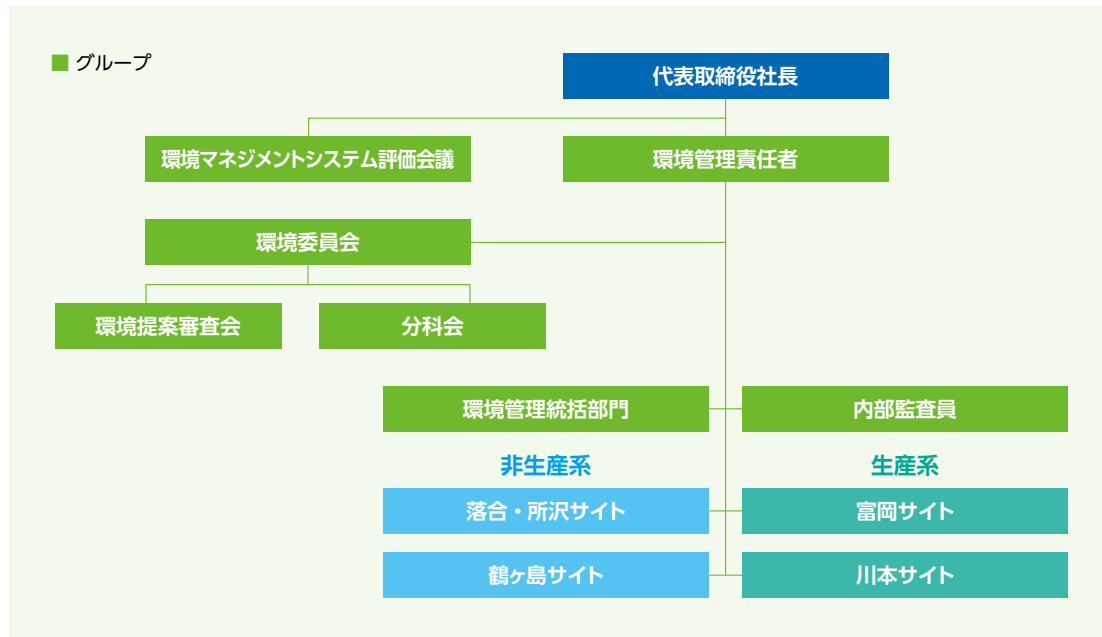 ■ グループ
代表取締役社長
環境マネジメントシステム評価会議
環境管理責任者
環境委員会
環境提案審査会
分科会
環境管理統括部門
内部監査員
非生産系
生産系
落合・所沢サイト
富岡サイト
鶴ヶ島サイト
川本サイト